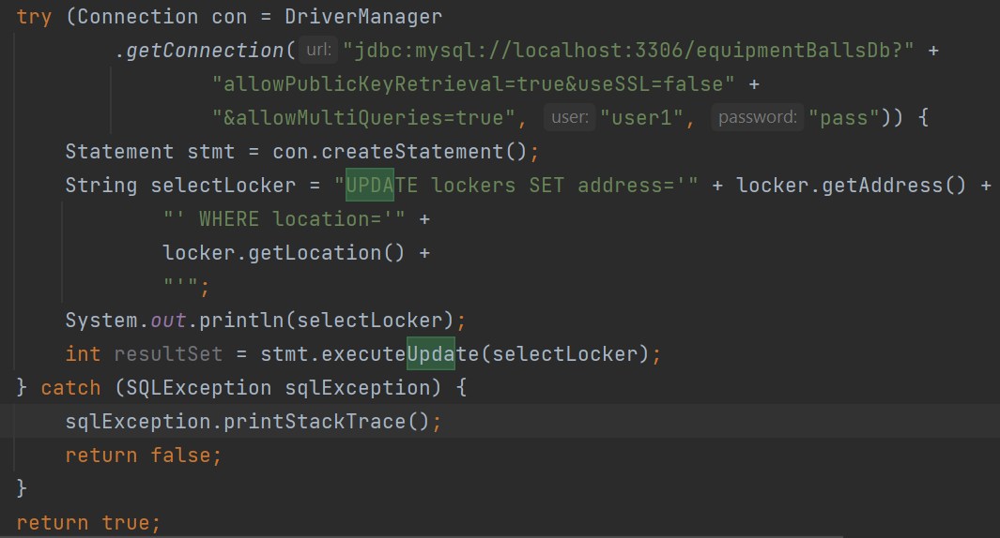 try (Connection con = DriverManager
.getConnection( url: "jdbc:mysql://localhost:3306/equipmentBallsDb?" +
"allowPublicKeyRetrieval=true&useSSL=false" +
"&allowMultiQueries=true", user: "user1", password: "pass")) {
Statement stmt = con.createStatement();
String selectLocker = "UPDATE lockers SET address='" + locker.getAddress() +
"' WHERE location='" +
locker.getLocation() +
"'";
System.out.println(selectLocker);
int resultSet = stmt.executeUpdate(selectLocker);
} catch (SQLException sqlException) {
sqlException.printStackTrace();
return false;
}
return true;